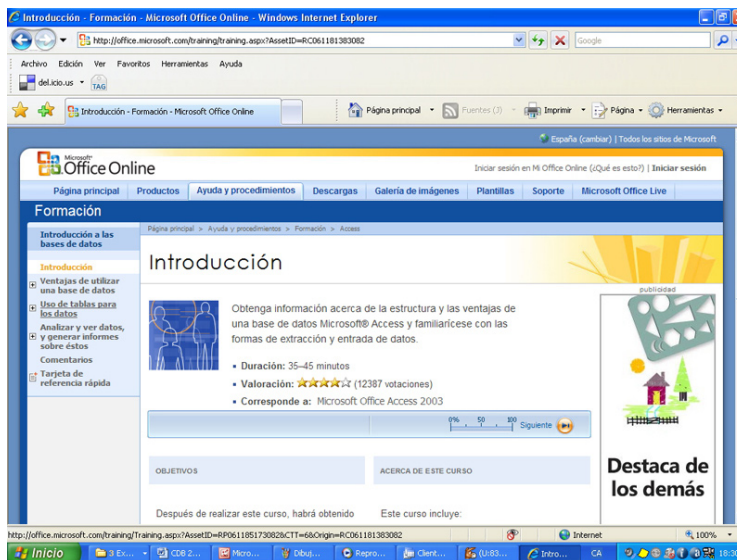 Introducción - Formación - Microsoft Office Online - Windows Internet Explorer
http://office.microsoft.com/training/training.aspx?AssetID=RC061181383082
Google
Archivo Edición Ver Favoritos Herramientas Ayuda
del.icio.us TAG
Introducción - Formación - Microsoft Office Online
Página principal Fuentes (J) Imprimir Página Herramientas
España (cambiar) | Todos los sitios de Microsoft
Microsoft
Office Online
Iniciar sesión en Mi Office Online (¿Qué es esto?) | Iniciar sesión
Página principal Productos Ayuda y procedimientos Descargas Galería de imágenes Plantillas Soporte Microsoft Office Live
Formación
Página principal > Ayuda y procedimientos > Formación > Access
Introducción a las
bases de datos
Introducción
Ventajas de utilizar
una base de datos
Uso de tablas para
los datos
Analizar y ver datos,
y generar informes
sobre éstos
Comentarios
Tarjeta de
referencia rápida
Introducción
Obtenga información acerca de la estructura y las ventajas de
una base de datos Microsoft® Access y familiarícese con las
formas de extracción y entrada de datos.
Duración: 35–45 minutos
Valoración: (12387 votaciones)
Corresponde a: Microsoft Office Access 2003
0% 50 100 Siguiente
OBJETIVOS
Después de realizar este curso, habrá obtenido
ACERCA DE ESTE CURSO
Este curso incluye:
publicidad
Destaca de
los demás
http://office.microsoft.com/training/Training.aspx?AssetID=RP061185173082&CTT=6&Origin=RC061181383082
Internet 100%
Inicio 3 Ex... CDB 2... Micro... Dibuj... Repro... Client... (U:83... Intro... CA